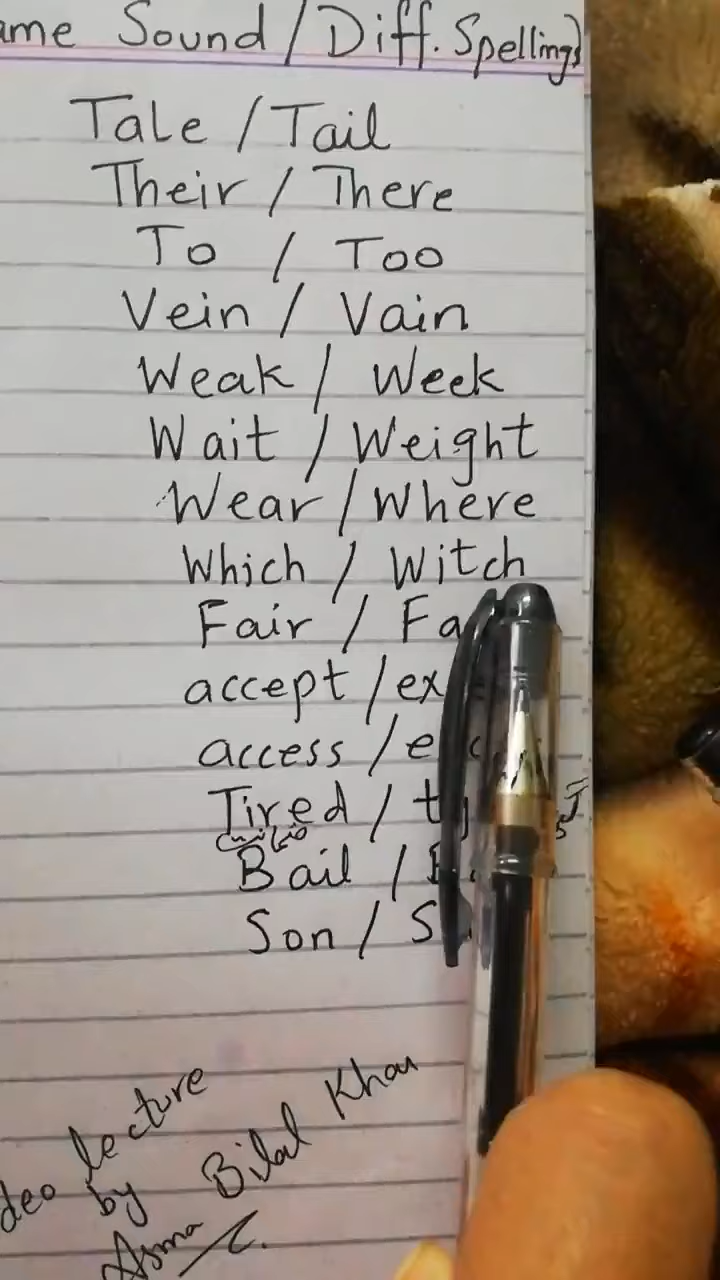 ame Sound / Diff. Spellings
Tale / Tail
Their / There
To / Too
Vein / Vain
Weak / Week
Wait / Weight
Wear / Where
Which / Witch
Fair / Fa
accept / ex
access / e
Tired / t
ضمانت
Bail / B
Son / S
deo lecture
by Bilal Khan
Asma